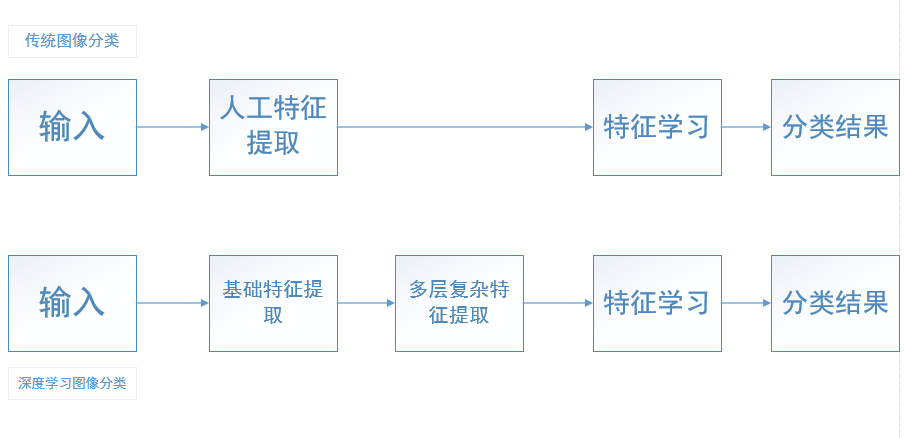 传统图像分类
输入
人工特征
提取
特征学习
分类结果
输入
基础特征提
取
多层复杂特
征提取
特征学习
分类结果
深度学习图像分类